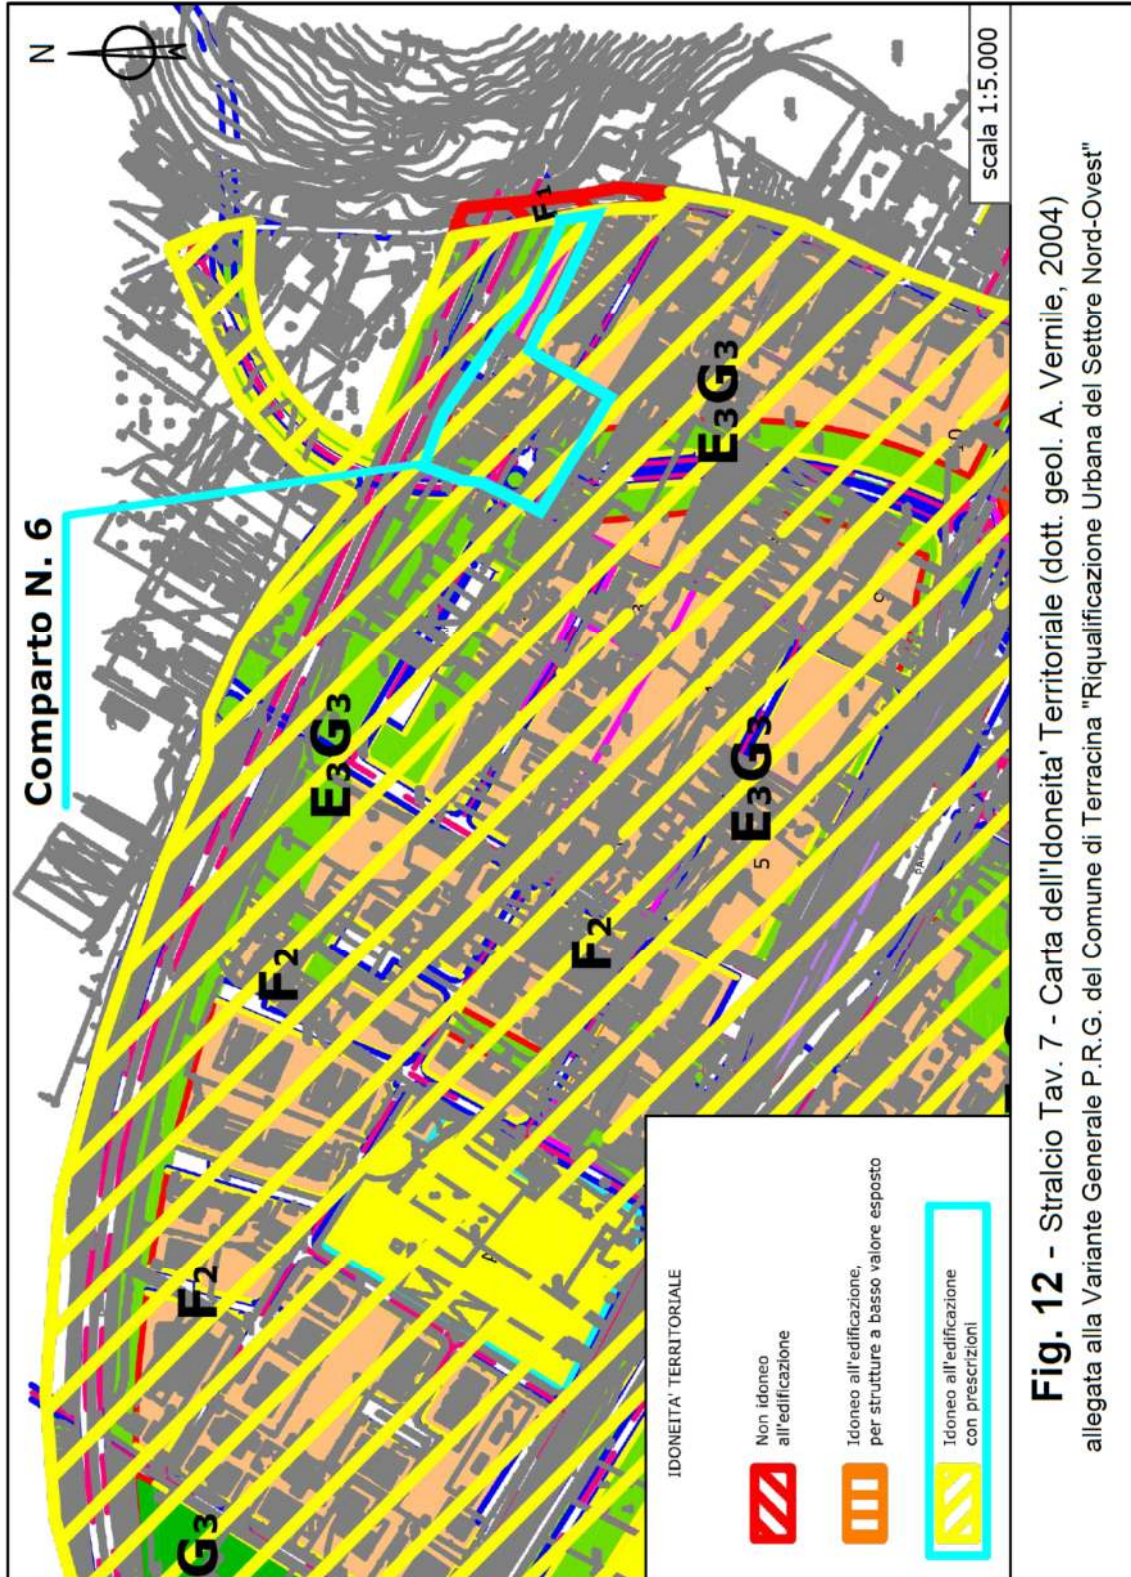 N
Comparto N. 6
F1
E3G3
E3G3
E3G3
F2
F2
F2
G3
10
9
5
scala 1:5.000
IDONEITA' TERRITORIALE
Non idoneo
all'edificazione
Idoneo all'edificazione,
per strutture a basso valore esposto
Idoneo all'edificazione
con prescrizioni
Fig. 12 - Stralcio Tav. 7 - Carta dell'Idoneita' Territoriale (dott. geol. A. Vernile, 2004)
allegata alla Variante Generale P.R.G. del Comune di Terracina "Riqualificazione Urbana del Settore Nord-Ovest"